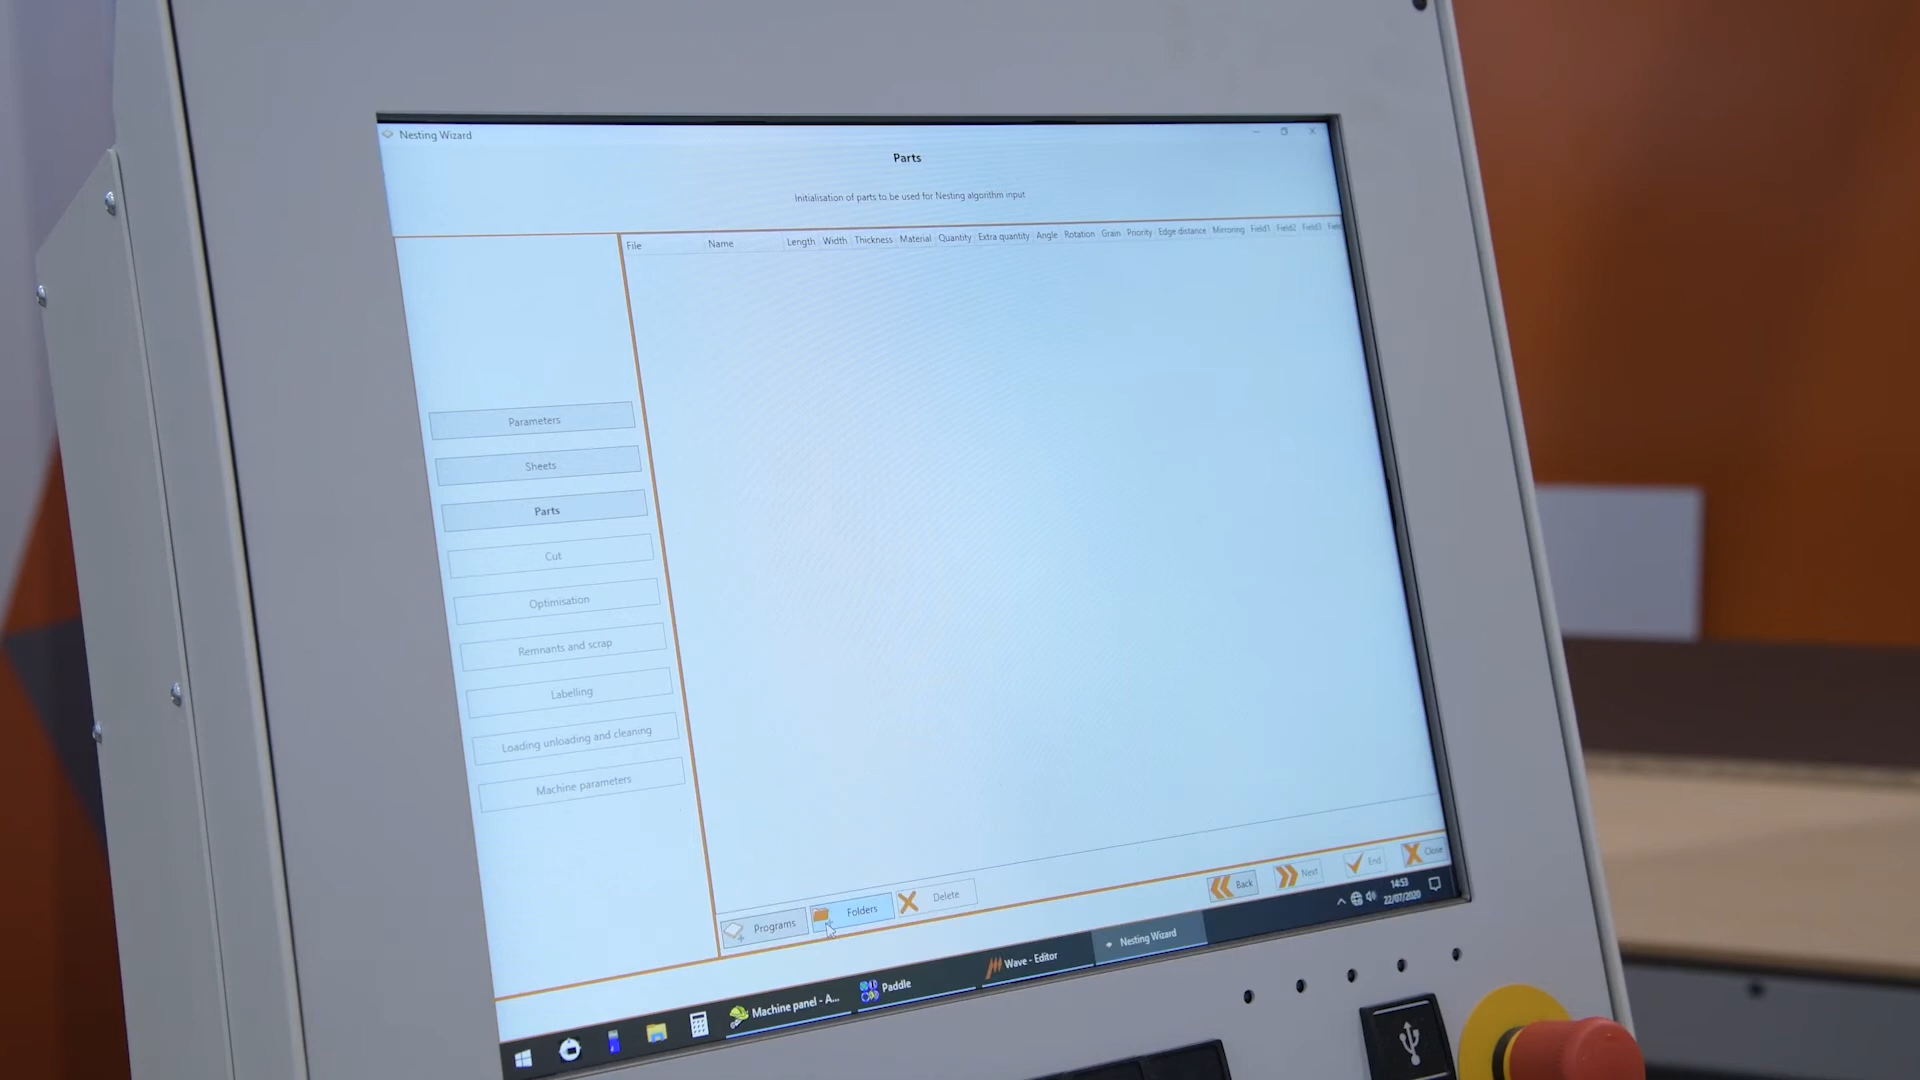 Nesting Wizard
Parts
Initialisation of parts to be used for Nesting algorithm input
File Name Length Width Thickness Material Quantity Extra quantity Angle Rotation Grain Priority Edge distance Mirroring Field1 Field2 Field3
Parameters
Sheets
Parts
Cut
Optimisation
Remnants and scrap
Labelling
Loading unloading and cleaning
Machine parameters
Programs Folders Delete Back Next End Close
Machine panel - A... Paddle Wave - Editor Nesting Wizard
14:53
22/07/2020